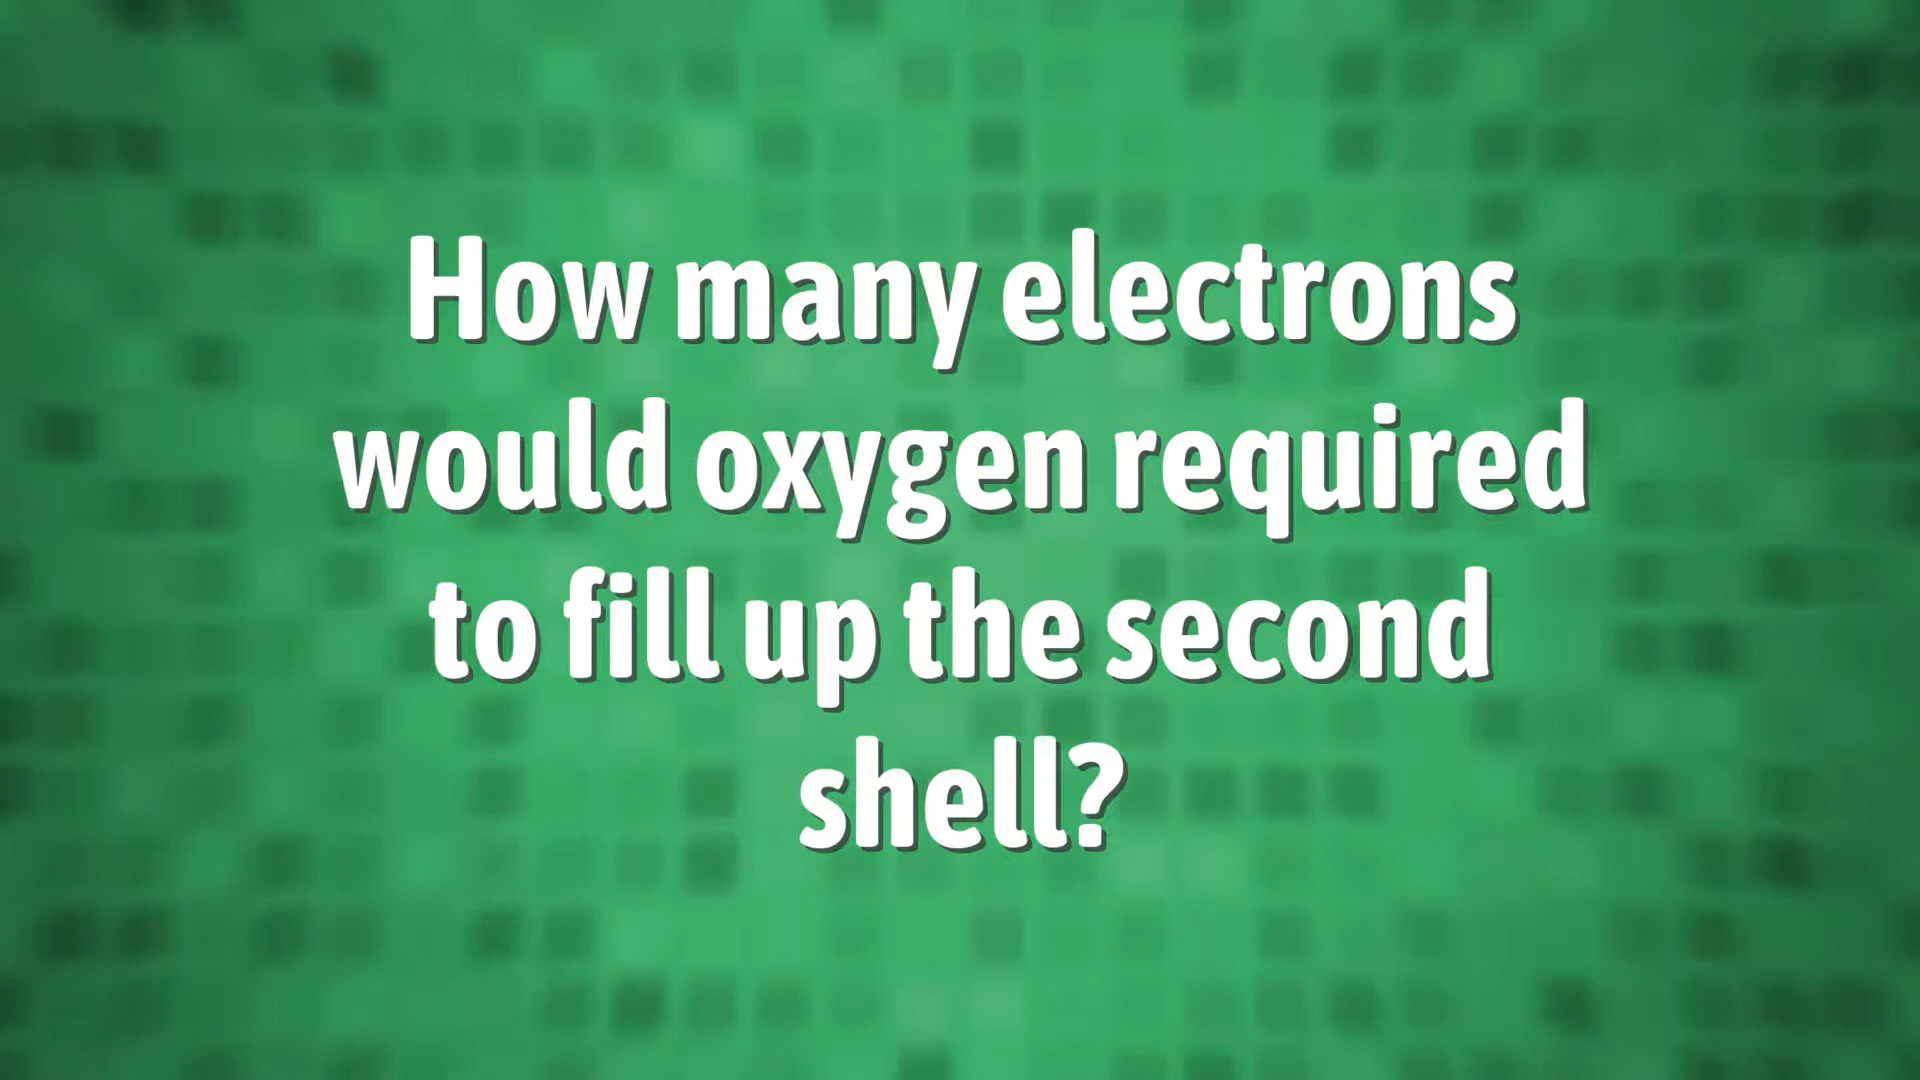 How many electrons
would oxygen required
to fill up the second
shell?